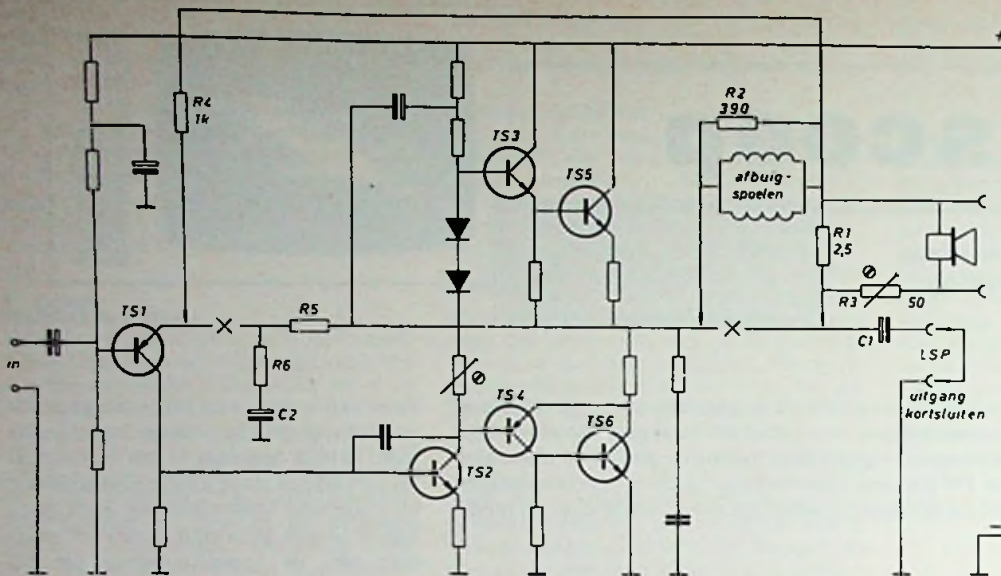 R4
1k
R2
390
TS3
TS5
afbuig-
spoelen
R1
2,5
R3
50
TS1
R5
R6
C2
in
TS4
TS6
TS2
C1
LSP
uitgang
kortsluiten
+
−